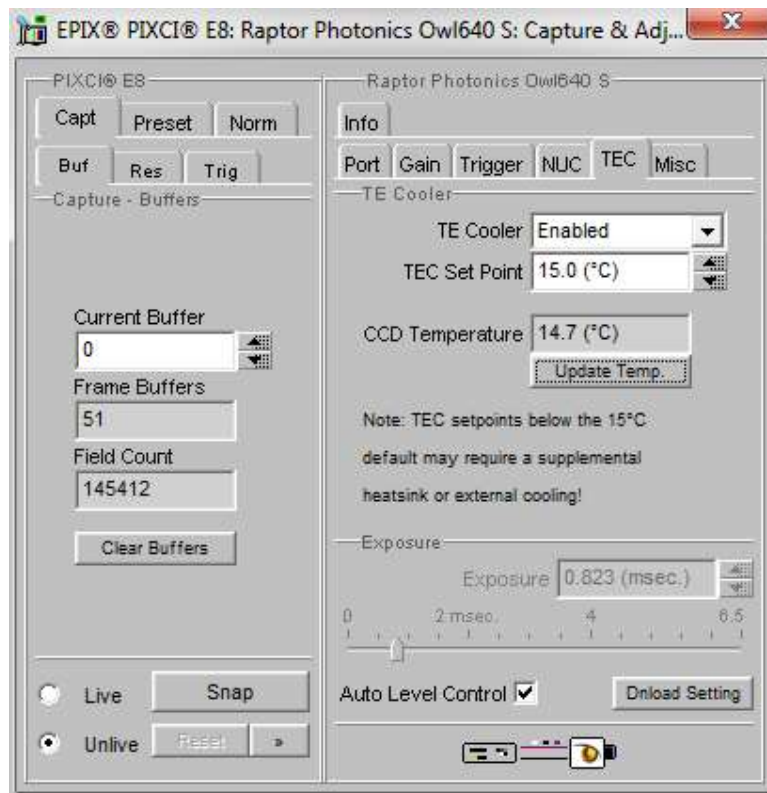 EPIX® PIXCI® E8: Raptor Photonics Owl640 S: Capture & Adj...
PIXCI® E8
Capt Preset Norm
Buf Res Trig
Capture - Buffers
Current Buffer
0
Frame Buffers
51
Field Count
145412
Clear Buffers
Live Snap
Unlive Reset »
Raptor Photonics Owl640 S
Info
Port Gain Trigger NUC TEC Misc
TE Cooler
TE Cooler Enabled
TEC Set Point 15.0 (°C)
CCD Temperature 14.7 (°C)
Update Temp.
Note: TEC setpoints below the 15°C
default may require a supplemental
heatsink or external cooling!
Exposure
Exposure 0.823 (msec.)
0 2 msec. 4 6.5
Auto Level Control Dnload Setting